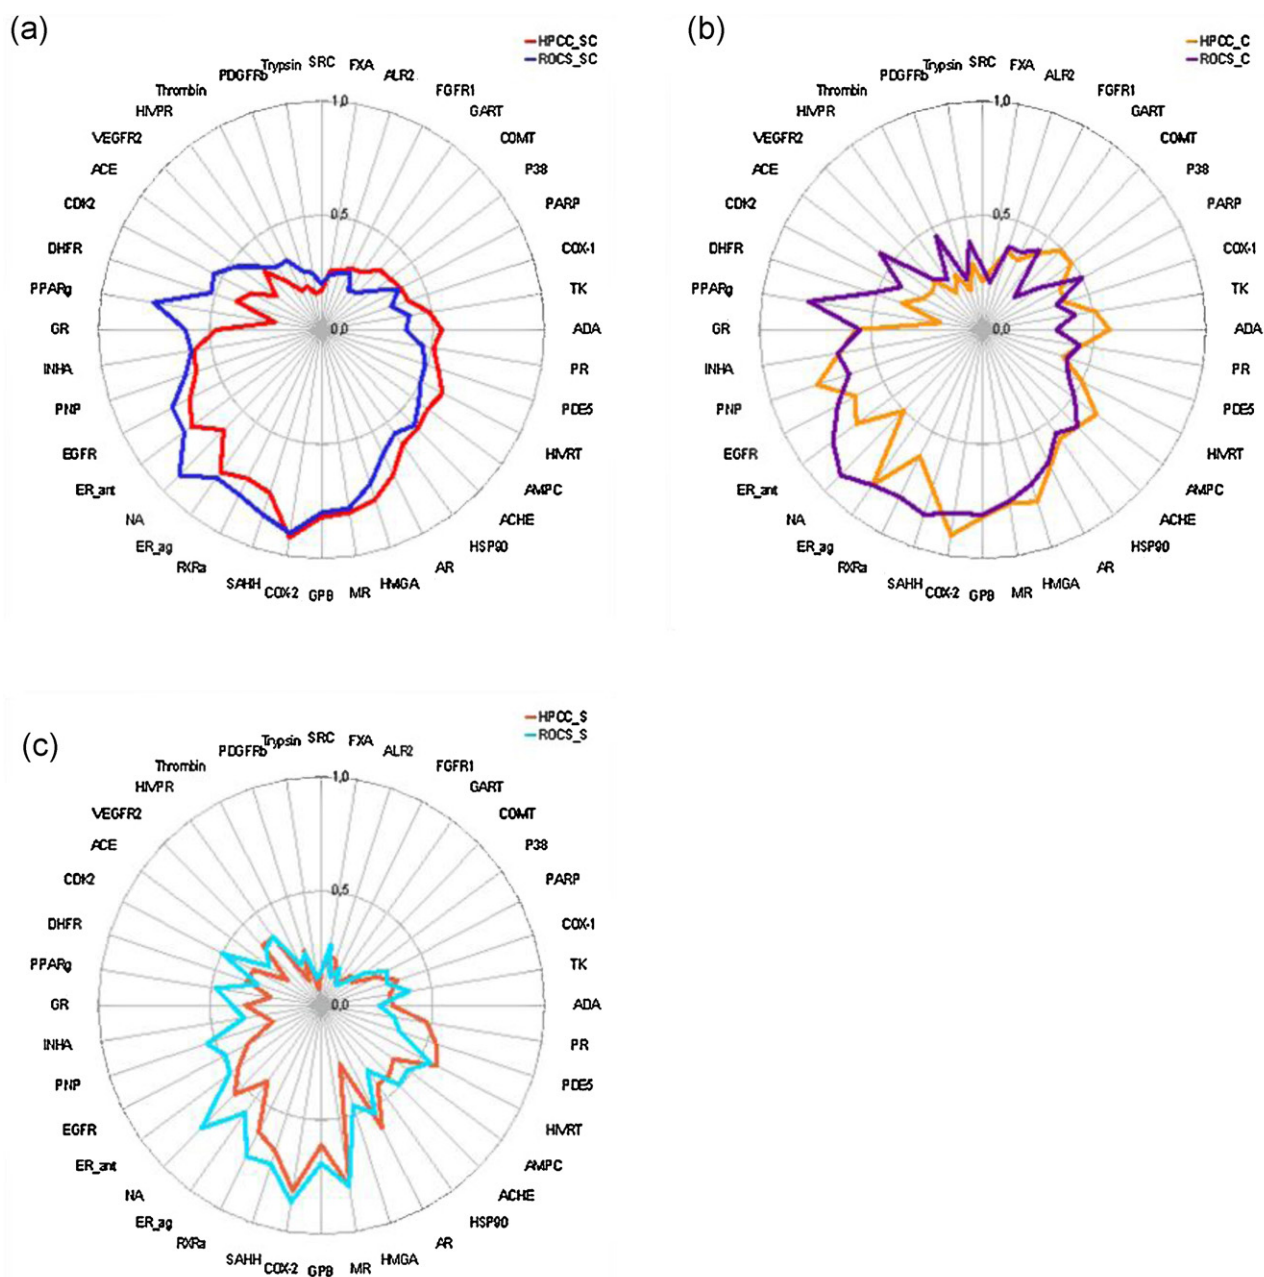 (a)
HPCC_SC
ROCS_SC
SRC
FXA
ALR2
FGFR1
GART
COMT
P38
PARP
COX-1
TK
ADA
PR
PDE5
HIVRT
AMPC
ACHE
HSP90
AR
HMGA
MR
GPB
COX-2
SAHH
RXRa
ER_ag
NA
ER_ant
EGFR
PNP
INHA
GR
PPARg
DHFR
CDK2
ACE
VEGFR2
HIVPR
Thrombin
PDGFRb
Trypsin
1,0
0,5
0,0
(b)
HPCC_C
ROCS_C
SRC
FXA
ALR2
FGFR1
GART
COMT
P38
PARP
COX-1
TK
ADA
PR
PDE5
HIVRT
AMPC
ACHE
HSP90
AR
HMGA
MR
GPB
COX-2
SAHH
RXRa
ER_ag
NA
ER_ant
EGFR
PNP
INHA
GR
PPARg
DHFR
CDK2
ACE
VEGFR2
HIVPR
Thrombin
PDGFRb
Trypsin
1,0
0,5
0,0
(c)
HPCC_S
ROCS_S
SRC
FXA
ALR2
FGFR1
GART
COMT
P38
PARP
COX-1
TK
ADA
PR
PDE5
HIVRT
AMPC
ACHE
HSP90
AR
HMGA
MR
GPB
COX-2
SAHH
RXRa
ER_ag
NA
ER_ant
EGFR
PNP
INHA
GR
PPARg
DHFR
CDK2
ACE
VEGFR2
HIVPR
Thrombin
PDGFRb
Trypsin
1,0
0,5
0,0